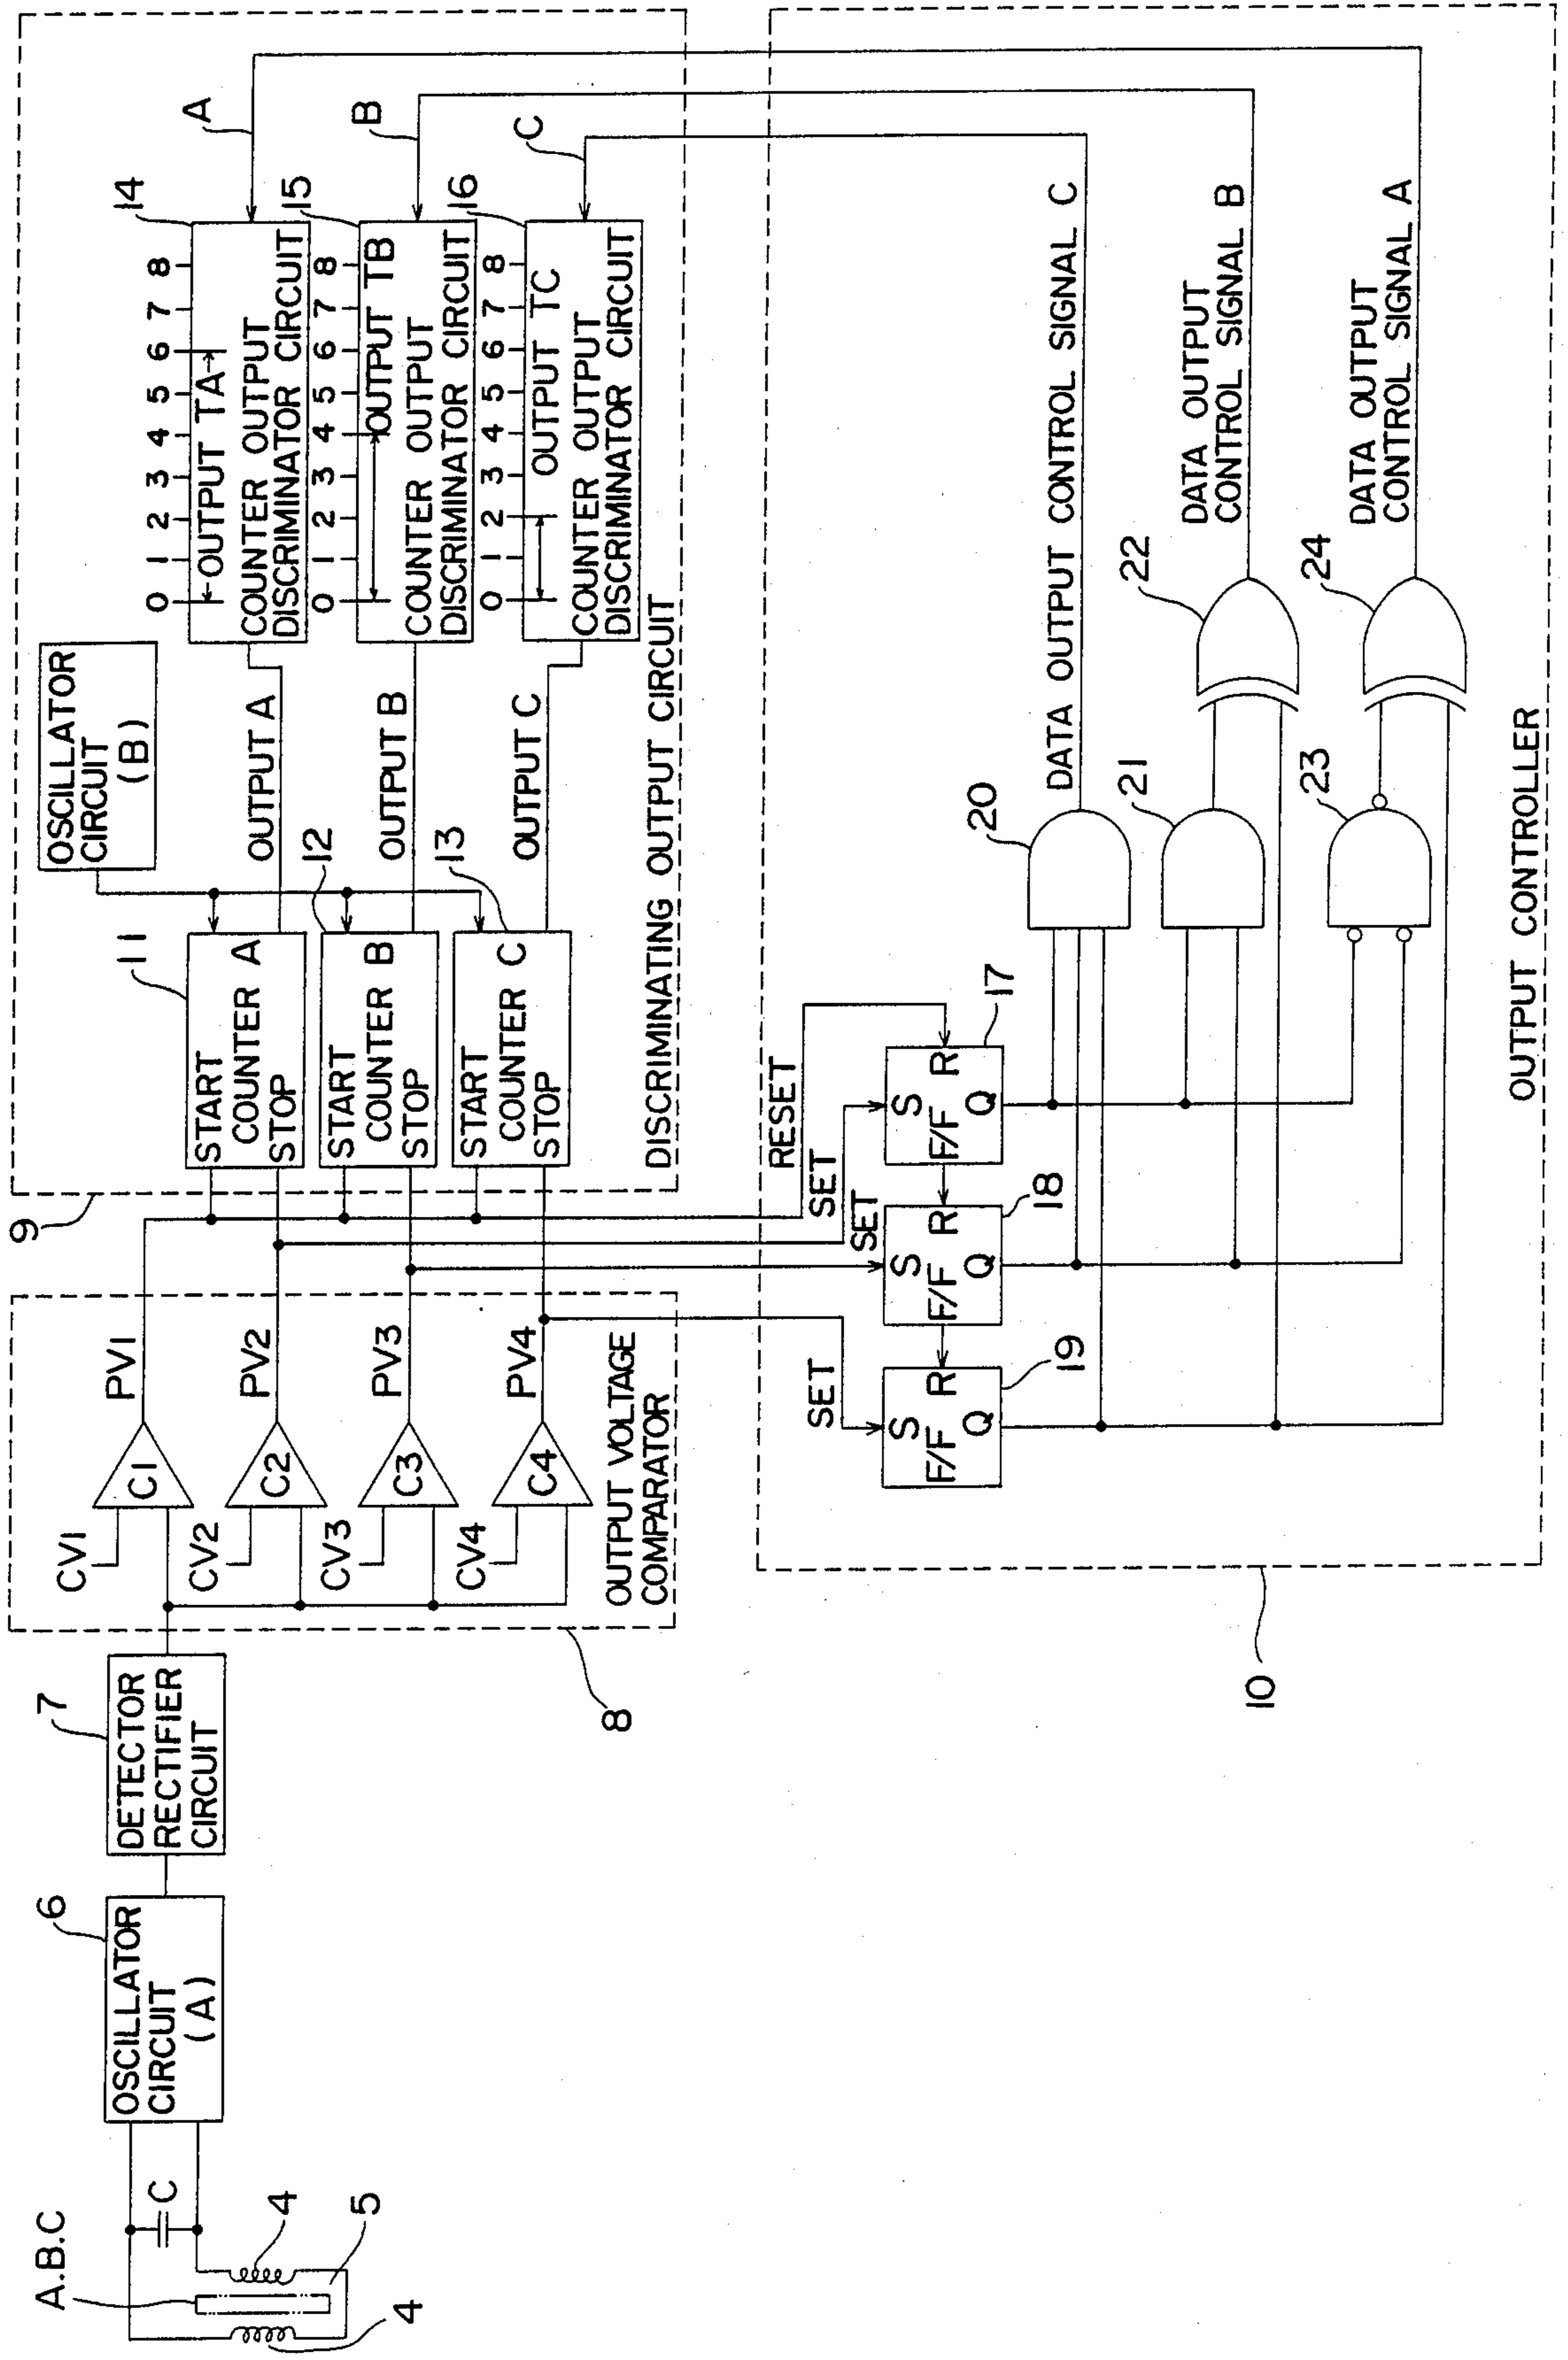 A.B.C
C
4
4
5
OSCILLATOR
CIRCUIT
(A)
6
DETECTOR
RECTIFIER
CIRCUIT
7
CV1
C1
PV1
CV2
C2
PV2
CV3
C3
PV3
CV4
C4
PV4
OUTPUT VOLTAGE
COMPARATOR
8
9
OSCILLATOR
CIRCUIT
(B)
START
COUNTER A
STOP
11
START
COUNTER B
STOP
12
START
COUNTER C
STOP
13
OUTPUT A
OUTPUT B
OUTPUT C
0 1 2 3 4 5 6 7 8
OUTPUT TA
COUNTER OUTPUT
DISCRIMINATOR CIRCUIT
14
A
0 1 2 3 4 5 6 7 8
OUTPUT TB
COUNTER OUTPUT
DISCRIMINATOR CIRCUIT
15
B
0 1 2 3 4 5 6 7 8
OUTPUT TC
COUNTER OUTPUT
DISCRIMINATOR CIRCUIT
16
C
DISCRIMINATING OUTPUT CIRCUIT
RESET
SET
SET
SET
S
R
F/F
Q
17
S
R
F/F
Q
18
S
R
F/F
Q
19
20
DATA OUTPUT CONTROL SIGNAL C
21
22
DATA OUTPUT
CONTROL SIGNAL B
23
24
DATA OUTPUT
CONTROL SIGNAL A
OUTPUT CONTROLLER
10